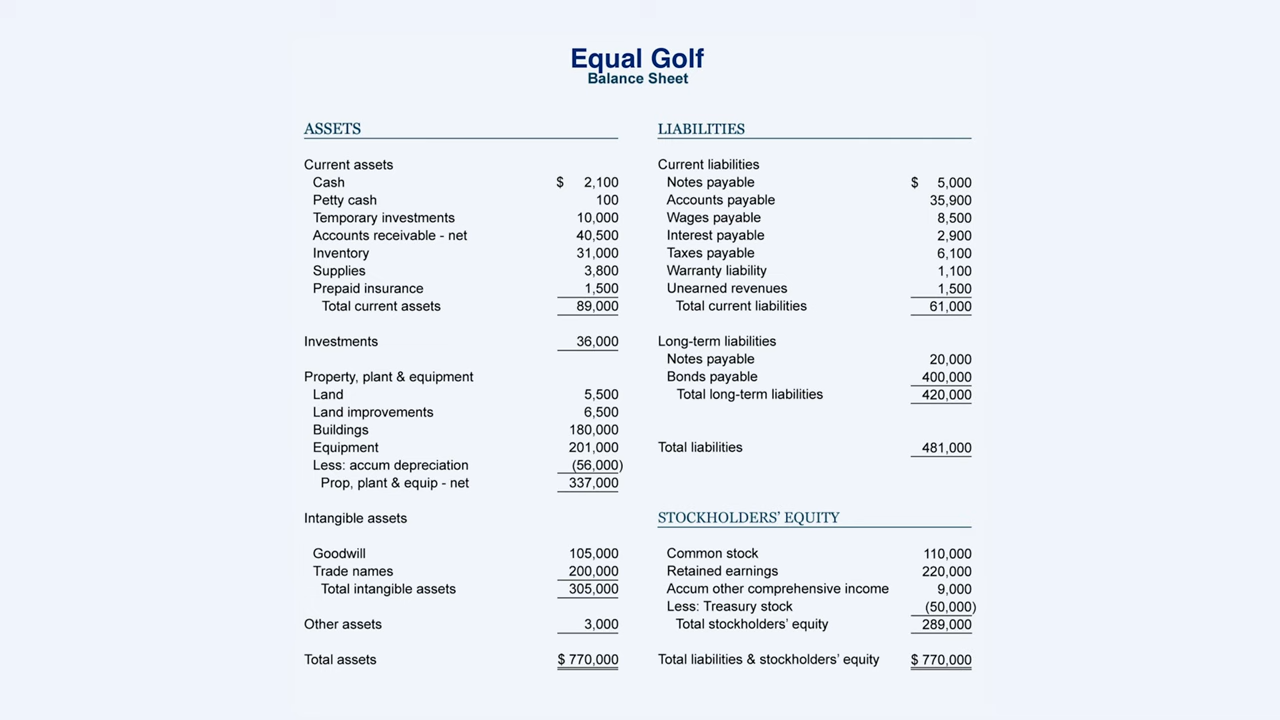 Equal Golf
Balance Sheet
ASSETS
Current assets
Cash $ 2,100
Petty cash 100
Temporary investments 10,000
Accounts receivable - net 40,500
Inventory 31,000
Supplies 3,800
Prepaid insurance 1,500
Total current assets 89,000
Investments 36,000
Property, plant & equipment
Land 5,500
Land improvements 6,500
Buildings 180,000
Equipment 201,000
Less: accum depreciation (56,000)
Prop, plant & equip - net 337,000
Intangible assets
Goodwill 105,000
Trade names 200,000
Total intangible assets 305,000
Other assets 3,000
Total assets $ 770,000
LIABILITIES
Current liabilities
Notes payable $ 5,000
Accounts payable 35,900
Wages payable 8,500
Interest payable 2,900
Taxes payable 6,100
Warranty liability 1,100
Unearned revenues 1,500
Total current liabilities 61,000
Long-term liabilities
Notes payable 20,000
Bonds payable 400,000
Total long-term liabilities 420,000
Total liabilities 481,000
STOCKHOLDERS’ EQUITY
Common stock 110,000
Retained earnings 220,000
Accum other comprehensive income 9,000
Less: Treasury stock (50,000)
Total stockholders’ equity 289,000
Total liabilities & stockholders’ equity $ 770,000